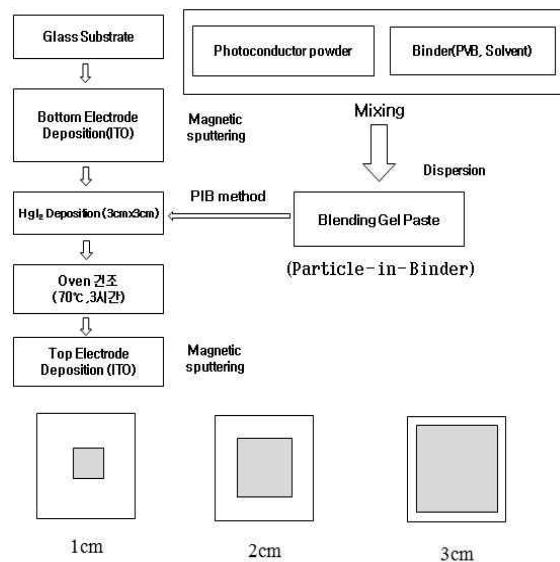 Glass Substrate
Photoconductor powder
Binder(PVB, Solvent)
Bottom Electrode
Deposition(ITO)
Magnetic
sputtering
Mixing
Dispersion
HgI₂ Deposition (3cmx3cm)
PIB method
Blending Gel Paste
(Particle-in-Binder)
Oven 건조
(70℃,3시간)
Top Electrode
Deposition (ITO)
Magnetic
sputtering
1cm
2cm
3cm